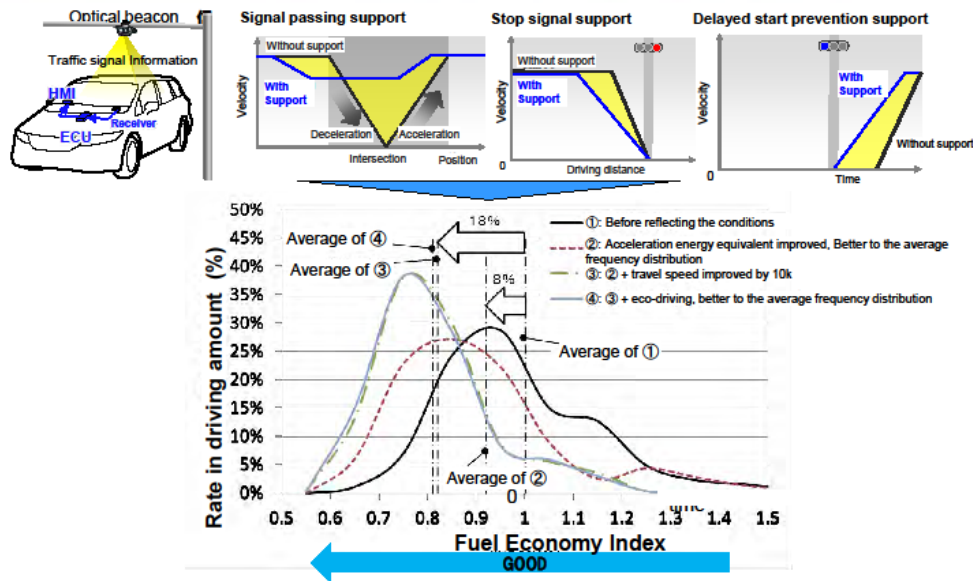 Optical beacon
Traffic signal Information
HMI
Receiver
ECU
Signal passing support
Without support
With
Support
Velocity
Deceleration
Acceleration
Intersection
Position
Stop signal support
Without support
With
Support
Velocity
0
Driving distance
Delayed start prevention support
With
Support
Without support
Velocity
0
Time
Rate in driving amount (%)
50%
45%
40%
35%
30%
25%
20%
15%
10%
5%
0%
18%
8%
Average of ④
Average of ③
Average of ①
Average of ②
0
①: Before reflecting the conditions
②: Acceleration energy equivalent improved, Better to the average
frequency distribution
③: ② + travel speed improved by 10k
④: ③ + eco-driving, better to the average frequency distribution
time
0.5 0.6 0.7 0.8 0.9 1 1.1 1.2 1.3 1.4 1.5
Fuel Economy Index
GOOD